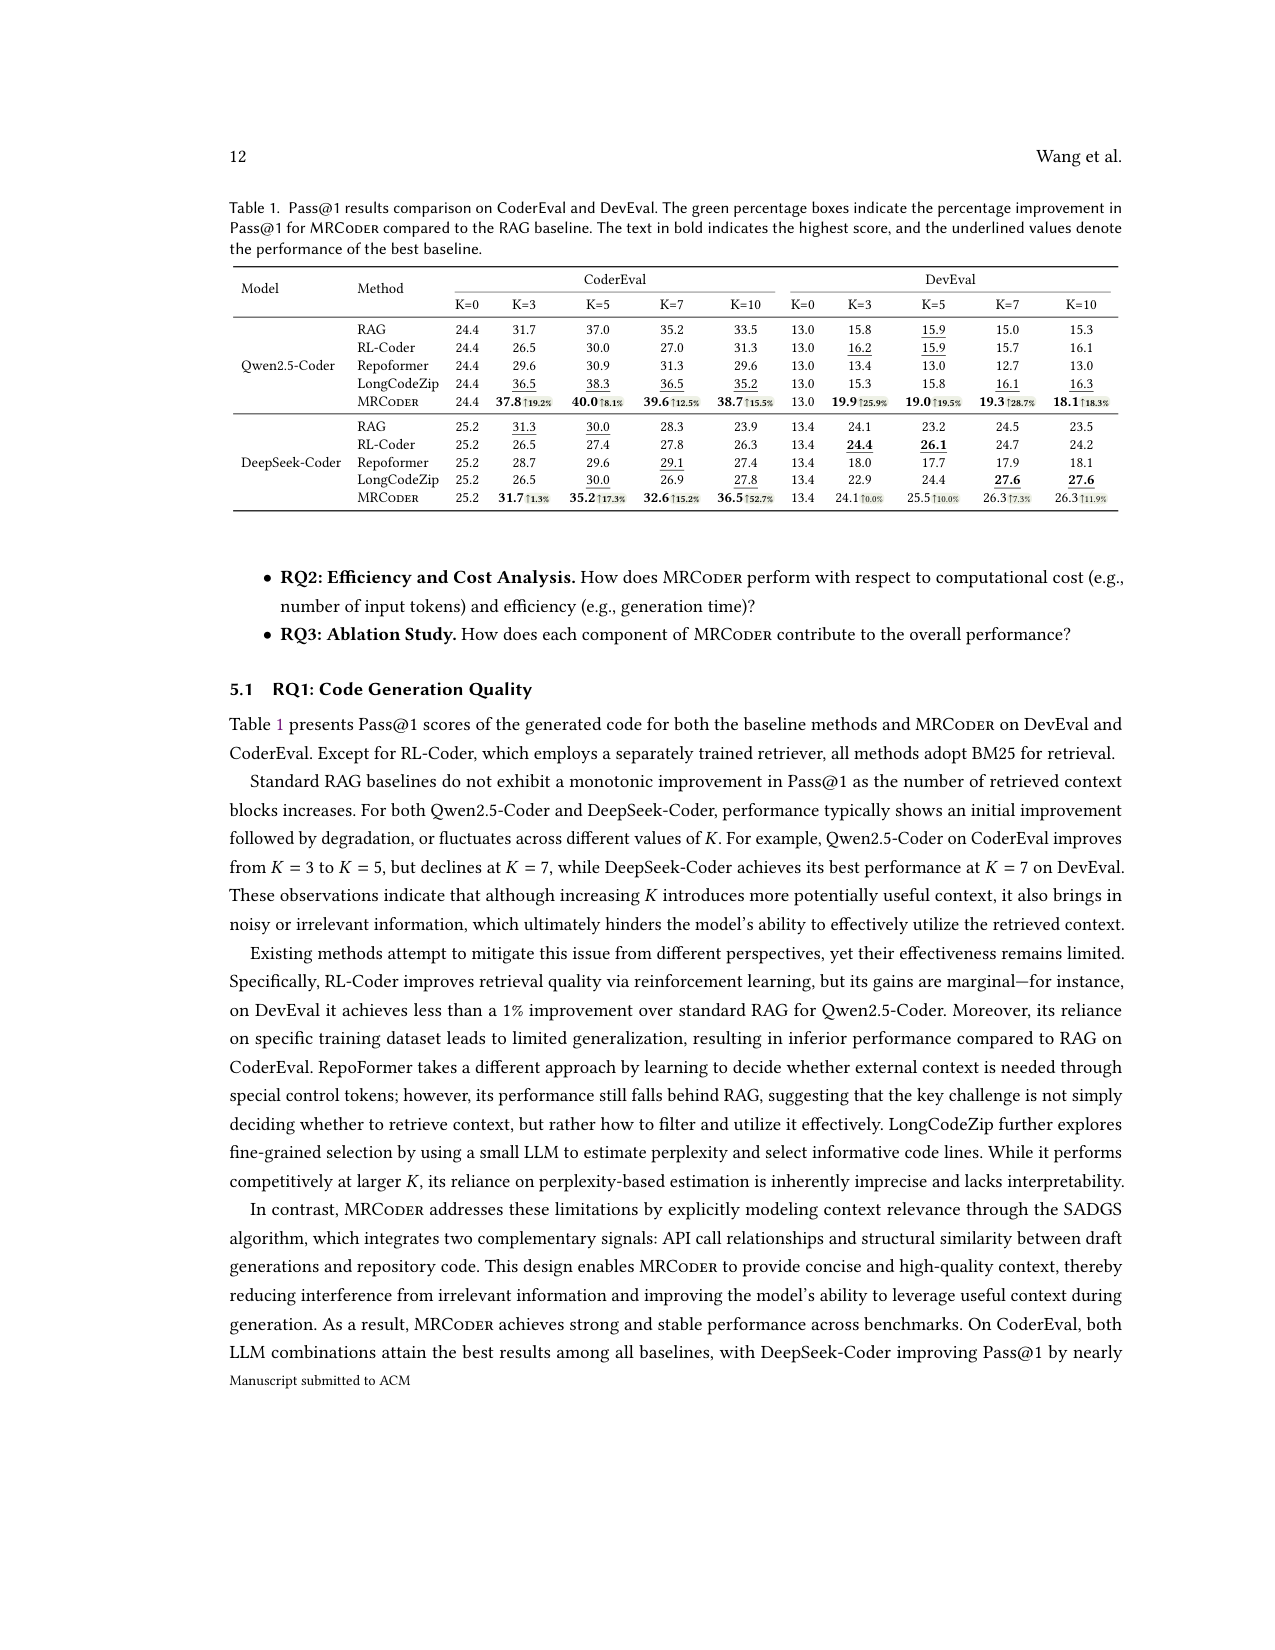 12 Wang et al.
Table 1. Pass@1 results comparison on CoderEval and DevEval. The green percentage boxes indicate the percentage improvement in
Pass@1 for MRCODER compared to the RAG baseline. The text in bold indicates the highest score, and the underlined values denote
the performance of the best baseline.
Model Method CoderEval DevEval
K=0 K=3 K=5 K=7 K=10 K=0 K=3 K=5 K=7 K=10
RAG 24.4 31.7 37.0 35.2 33.5 13.0 15.8 15.9 15.0 15.3
RL-Coder 24.4 26.5 30.0 27.0 31.3 13.0 16.2 15.9 15.7 16.1
Qwen2.5-Coder Repoformer 24.4 29.6 30.9 31.3 29.6 13.0 13.4 13.0 12.7 13.0
LongCodeZip 24.4 36.5 38.3 36.5 35.2 13.0 15.3 15.8 16.1 16.3
MRCODER 24.4 37.8↑19.2% 40.0↑8.1% 39.6↑12.5% 38.7↑15.5% 13.0 19.9↑25.9% 19.0↑19.5% 19.3↑28.7% 18.1↑18.3%
RAG 25.2 31.3 30.0 28.3 23.9 13.4 24.1 23.2 24.5 23.5
RL-Coder 25.2 26.5 27.4 27.8 26.3 13.4 24.4 26.1 24.7 24.2
DeepSeek-Coder Repoformer 25.2 28.7 29.6 29.1 27.4 13.4 18.0 17.7 17.9 18.1
LongCodeZip 25.2 26.5 30.0 26.9 27.8 13.4 22.9 24.4 27.6 27.6
MRCODER 25.2 31.7↑1.3% 35.2↑17.3% 32.6↑15.2% 36.5↑52.7% 13.4 24.1↑0.0% 25.5↑10.0% 26.3↑7.3% 26.3↑11.9%
• RQ2: Efficiency and Cost Analysis. How does MRCODER perform with respect to computational cost (e.g.,
number of input tokens) and efficiency (e.g., generation time)?
• RQ3: Ablation Study. How does each component of MRCODER contribute to the overall performance?
5.1 RQ1: Code Generation Quality
Table 1 presents Pass@1 scores of the generated code for both the baseline methods and MRCODER on DevEval and
CoderEval. Except for RL-Coder, which employs a separately trained retriever, all methods adopt BM25 for retrieval.
Standard RAG baselines do not exhibit a monotonic improvement in Pass@1 as the number of retrieved context
blocks increases. For both Qwen2.5-Coder and DeepSeek-Coder, performance typically shows an initial improvement
followed by degradation, or fluctuates across different values of K. For example, Qwen2.5-Coder on CoderEval improves
from K = 3 to K = 5, but declines at K = 7, while DeepSeek-Coder achieves its best performance at K = 7 on DevEval.
These observations indicate that although increasing K introduces more potentially useful context, it also brings in
noisy or irrelevant information, which ultimately hinders the model's ability to effectively utilize the retrieved context.
Existing methods attempt to mitigate this issue from different perspectives, yet their effectiveness remains limited.
Specifically, RL-Coder improves retrieval quality via reinforcement learning, but its gains are marginal—for instance,
on DevEval it achieves less than a 1% improvement over standard RAG for Qwen2.5-Coder. Moreover, its reliance
on specific training dataset leads to limited generalization, resulting in inferior performance compared to RAG on
CoderEval. RepoFormer takes a different approach by learning to decide whether external context is needed through
special control tokens; however, its performance still falls behind RAG, suggesting that the key challenge is not simply
deciding whether to retrieve context, but rather how to filter and utilize it effectively. LongCodeZip further explores
fine-grained selection by using a small LLM to estimate perplexity and select informative code lines. While it performs
competitively at larger K, its reliance on perplexity-based estimation is inherently imprecise and lacks interpretability.
In contrast, MRCODER addresses these limitations by explicitly modeling context relevance through the SADGS
algorithm, which integrates two complementary signals: API call relationships and structural similarity between draft
generations and repository code. This design enables MRCODER to provide concise and high-quality context, thereby
reducing interference from irrelevant information and improving the model's ability to leverage useful context during
generation. As a result, MRCODER achieves strong and stable performance across benchmarks. On CoderEval, both
LLM combinations attain the best results among all baselines, with DeepSeek-Coder improving Pass@1 by nearly
Manuscript submitted to ACM